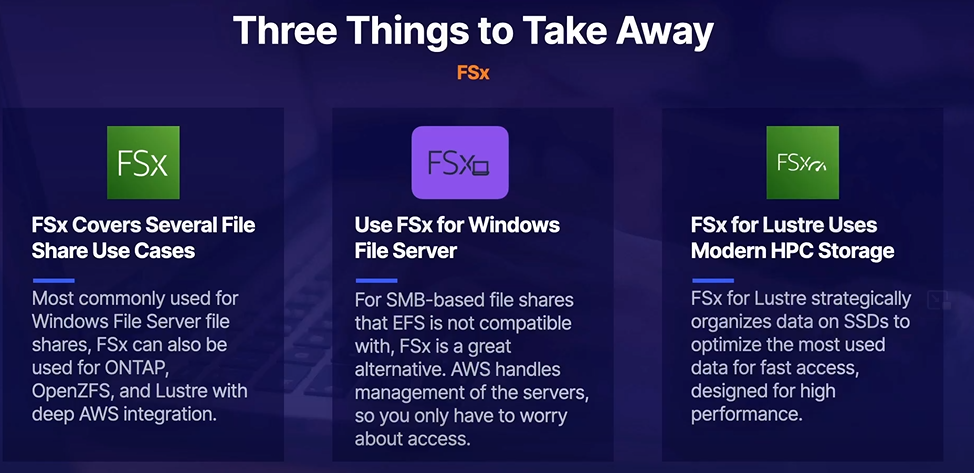 Three Things to Take Away
FSx
FSx
FSx Covers Several File
Share Use Cases
Most commonly used for
Windows File Server file
shares, FSx can also be
used for ONTAP,
OpenZFS, and Lustre with
deep AWS integration.
FSx
Use FSx for Windows
File Server
For SMB-based file shares
that EFS is not compatible
with, FSx is a great
alternative. AWS handles
management of the servers,
so you only have to worry
about access.
FSx
FSx for Lustre Uses
Modern HPC Storage
FSx for Lustre strategically
organizes data on SSDs to
optimize the most used
data for fast access,
designed for high
performance.